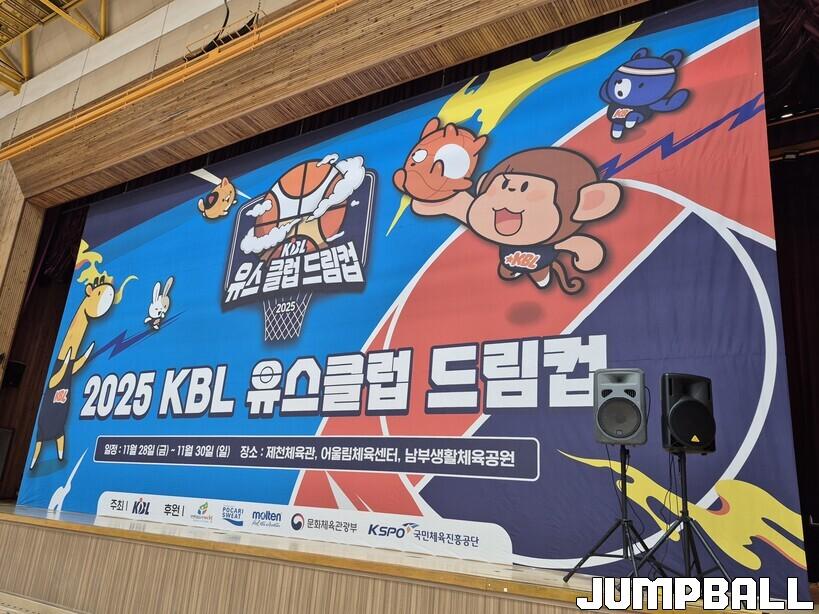 KBL
유스 클럽 드림컵
2025
KBL
KBL
2025 KBL 유스클럽 드림컵
일정 : 11월 28일 (금) ~ 11월 30일 (일) 장소 : 제천체육관, 어울림체육센터, 남부생활체육공원
주최 | KBL 후원 | POCARI SWEAT molten 문화체육관광부 KSPO 국민체육진흥공단
JUMPBALL